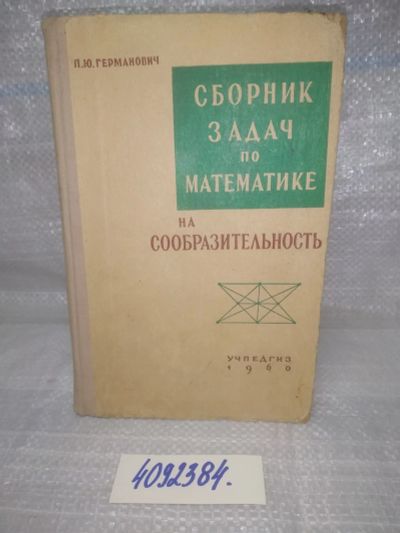 П.Ю.ГЕРМАНОВИЧ
СБОРНИК
ЗАДАЧ
ПО
МАТЕМАТИКЕ
НА
СООБРАЗИТЕЛЬНОСТЬ
УЧПЕДГИЗ
1960
4092384.